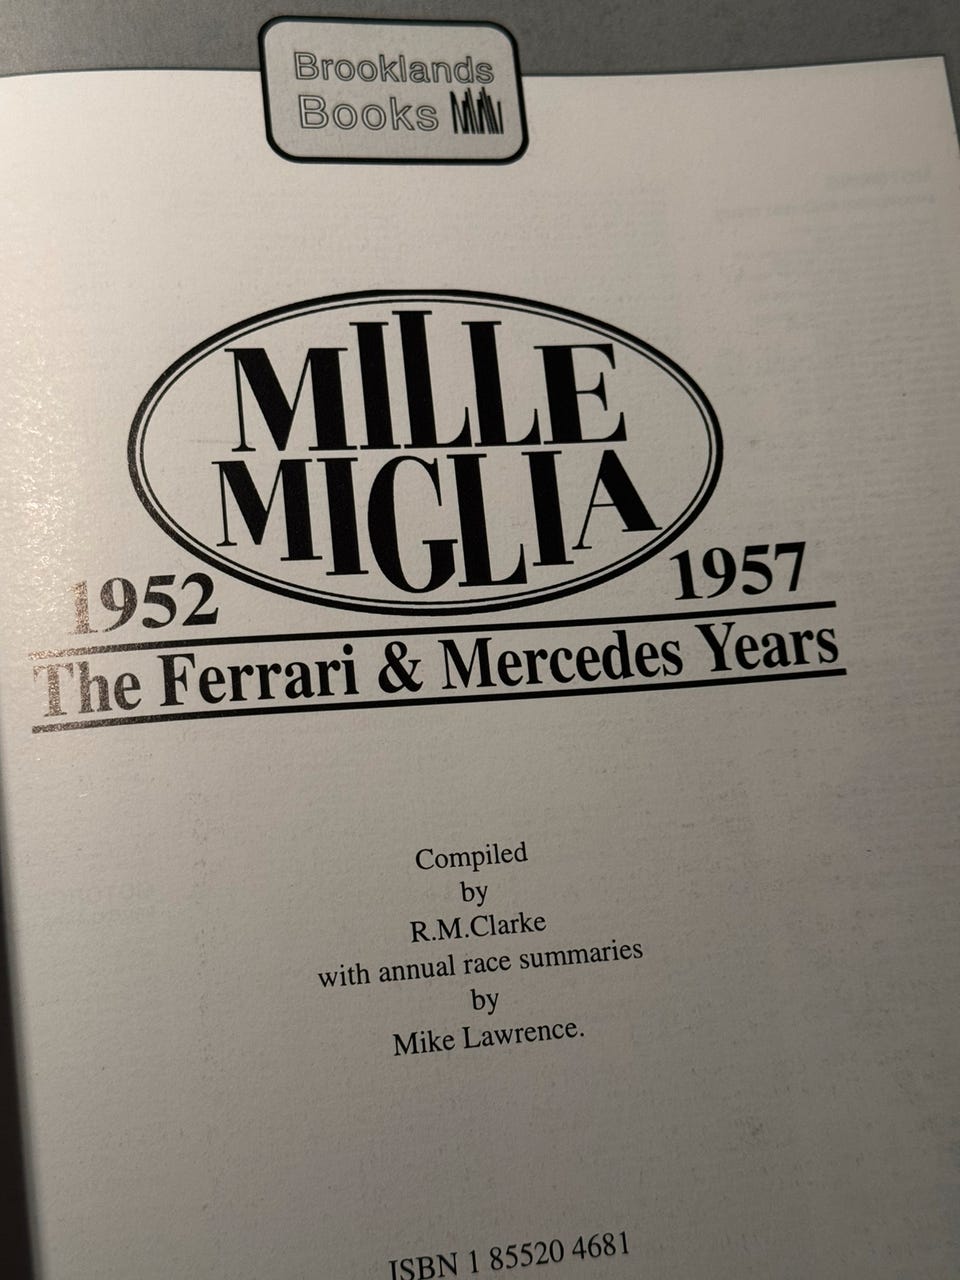 Brooklands
Books
MILLE
MIGLIA
1952 1957
The Ferrari & Mercedes Years
Compiled
by
R.M.Clarke
with annual race summaries
by
Mike Lawrence.
ISBN 1 85520 4681